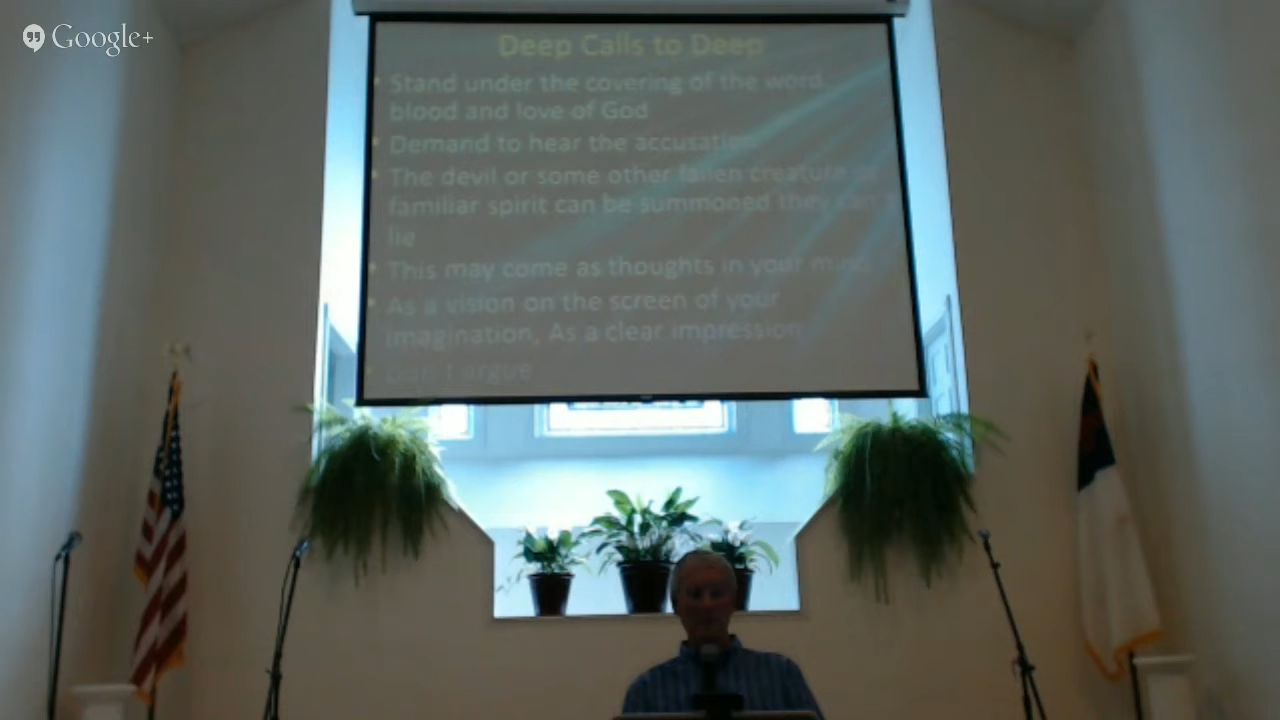 Google+
Deep Calls to Deep
Stand under the covering of the word,
blood and love of God
Demand to hear the accusation
The devil or some other fallen creature or
familiar spirit can be summoned they can't
lie
This may come as thoughts in your mind
As a vision on the screen of your
imagination, As a clear impression
Don't argue